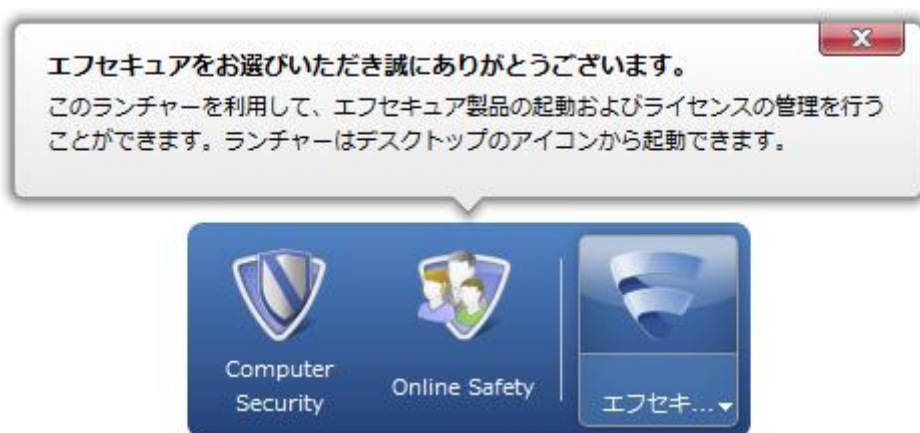 エフセキュアをお選びいただき誠にありがとうございます。
このランチャーを利用して、エフセキュア製品の起動およびライセンスの管理を行う
ことができます。ランチャーはデスクトップのアイコンから起動できます。
Computer
Security
Online Safety
エフセキ...